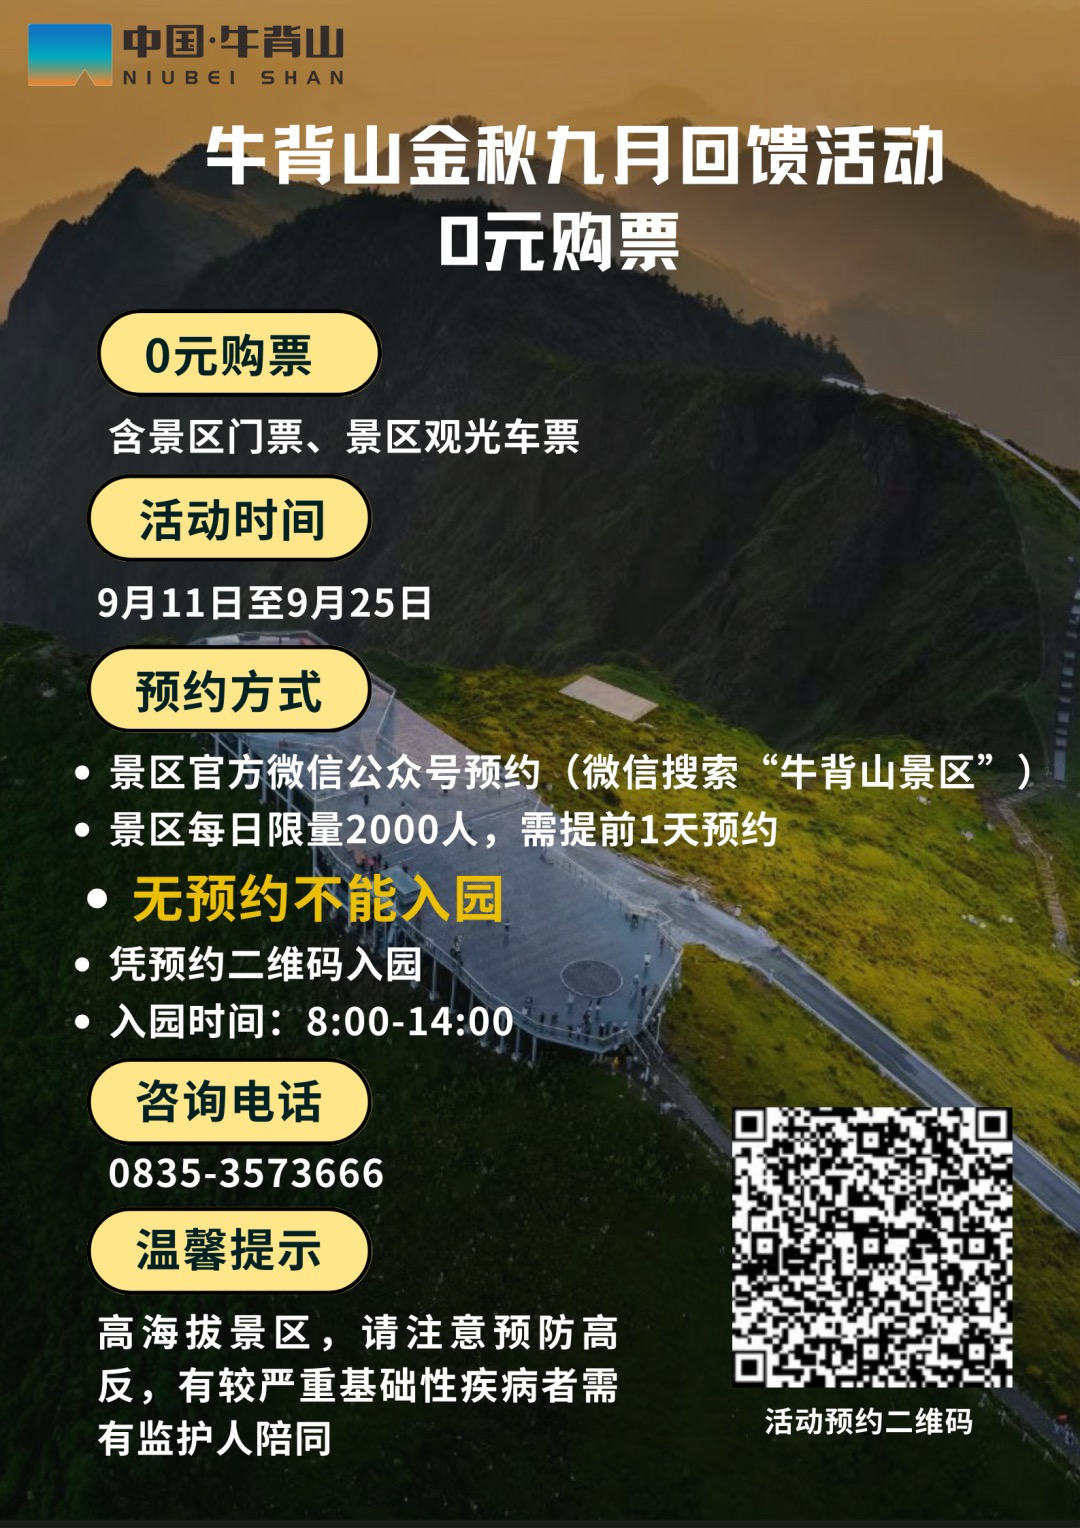 中国·牛背山
NIUBEI SHAN
牛背山金秋九月回馈活动
0元购票
0元购票
含景区门票、景区观光车票
活动时间
9月11日至9月25日
预约方式
景区官方微信公众号预约（微信搜索“牛背山景区”）
景区每日限量2000人，需提前1天预约
无预约不能入园
凭预约二维码入园
入园时间：8:00-14:00
咨询电话
0835-3573666
温馨提示
高海拔景区，请注意预防高
反，有较严重基础性疾病者需
有监护人陪同
活动预约二维码